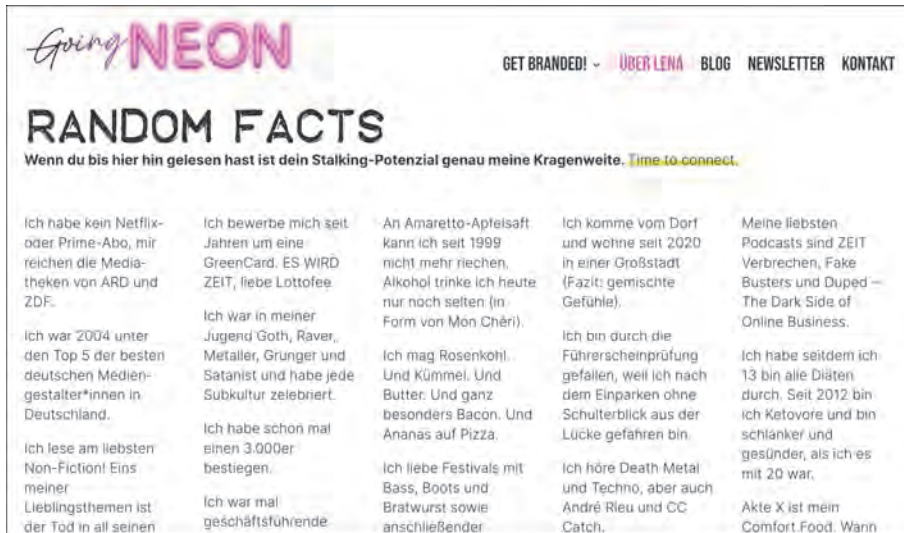 Going NEON
GET BRANDED! ÜBER LENA BLOG NEWSLETTER KONTAKT
RANDOM FACTS
Wenn du bis hier hin gelesen hast ist dein Stalking-Potenzial genau meine Kragenweite. Time to connect.
Ich habe kein Netflix-
oder Prime-Abo, mir
reichen die Media-
theken von ARD und
ZDF.
Ich war 2004 unter
den Top 5 der besten
deutschen Medien-
gestalter*innen in
Deutschland.
Ich lese am liebsten
Non-Fiction! Eins
meiner
Lieblingsthemen ist
der Tod in all seinen
Ich bewerbe mich seit
Jahren um eine
GreenCard. ES WIRD
ZEIT, liebe Lottofee.
Ich war in meiner
Jugend Goth, Raver,
Metaller, Grunger und
Satanist und habe jede
Subkultur zelebriert.
Ich habe schon mal
einen 3.000er
bestiegen.
Ich war mal
geschäftsführende
An Amaretto-Apfelsaft
kann ich seit 1999
nicht mehr riechen.
Alkohol trinke ich heute
nur noch selten (in
Form von Mon Chéri).
Ich mag Rosenkohl.
Und Kümmel. Und
Butter. Und ganz
besonders Bacon. Und
Ananas auf Pizza.
Ich liebe Festivals mit
Bass, Boots und
Bratwurst sowie
anschließender
Ich komme vom Dorf
und wohne seit 2020
in einer Großstadt
(Fazit: gemischte
Gefühle).
Ich bin durch die
Führerscheinprüfung
gefallen, weil ich nach
dem Einparken ohne
Schulterblick aus der
Lücke gefahren bin.
Ich höre Death Metal
und Techno, aber auch
André Rieu und CC
Catch.
Meine liebsten
Podcasts sind ZEIT
Verbrechen, Fake
Busters und Duped –
The Dark Side of
Online Business.
Ich habe seitdem ich
13 bin alle Diäten
durch. Seit 2012 bin
ich Ketovore und bin
schlanker und
gesünder, als ich es
mit 20 war.
Akte X ist mein
Comfort Food. Wann